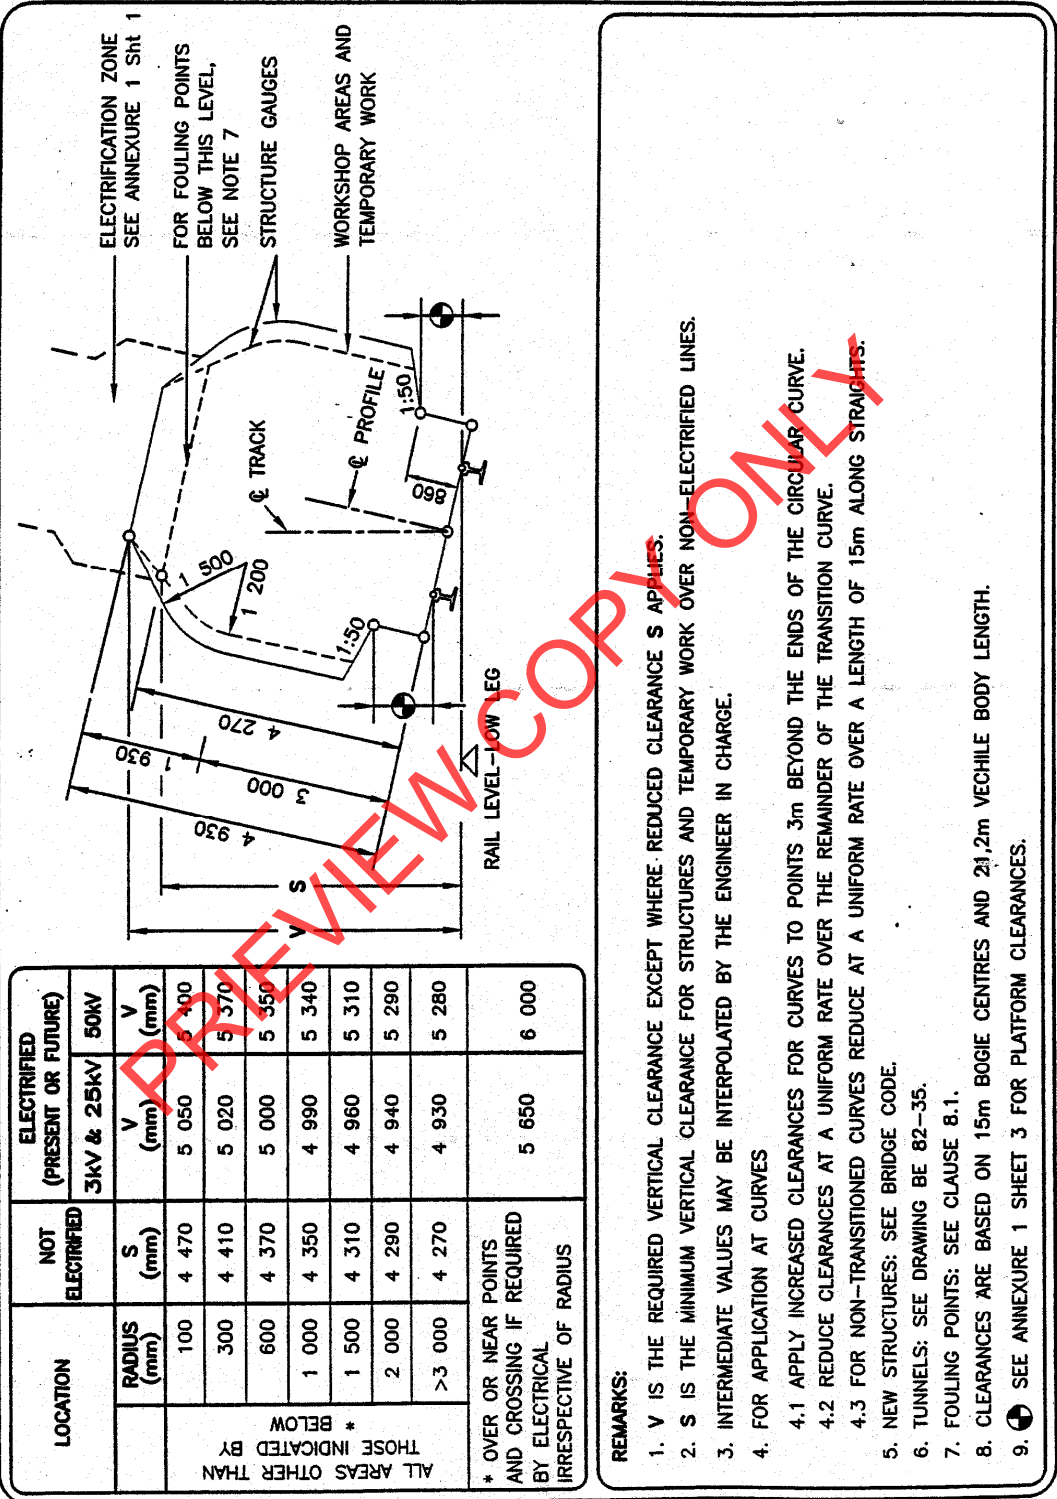 LOCATION
NOT
ELECTRIFIED
ELECTRIFIED
(PRESENT OR FUTURE)
3kV & 25kV
50kV
RADIUS
(mm)
S
(mm)
V
(mm)
V
(mm)
ALL AREAS OTHER THAN
THOSE INDICATED BY
* BELOW
100 4 470 5 050 5 400
300 4 410 5 020 5 370
600 4 370 5 000 5 350
1 000 4 350 4 990 5 340
1 500 4 310 4 960 5 310
2 000 4 290 4 940 5 290
>3 000 4 270 4 930 5 280
* OVER OR NEAR POINTS
AND CROSSING IF REQUIRED
BY ELECTRICAL
IRRESPECTIVE OF RADIUS
5 650
6 000
ELECTRIFICATION ZONE
SEE ANNEXURE 1 Sht 1
FOR FOULING POINTS
BELOW THIS LEVEL,
SEE NOTE 7
STRUCTURE GAUGES
WORKSHOP AREAS AND
TEMPORARY WORK
V
S
4 930
1 930
3 000
4 270
1 500
1 200
1:50
℄ TRACK
℄ PROFILE
860
1:50
RAIL LEVEL-LOW LEG
REMARKS:
1. V IS THE REQUIRED VERTICAL CLEARANCE EXCEPT WHERE REDUCED CLEARANCE S APPLIES.
2. S IS THE MINIMUM VERTICAL CLEARANCE FOR STRUCTURES AND TEMPORARY WORK OVER NON-ELECTRIFIED LINES.
3. INTERMEDIATE VALUES MAY BE INTERPOLATED BY THE ENGINEER IN CHARGE.
4. FOR APPLICATION AT CURVES
4.1 APPLY INCREASED CLEARANCES FOR CURVES TO POINTS 3m BEYOND THE ENDS OF THE CIRCULAR CURVE.
4.2 REDUCE CLEARANCES AT A UNIFORM RATE OVER THE REMAINDER OF THE TRANSITION CURVE.
4.3 FOR NON-TRANSITIONED CURVES REDUCE AT A UNIFORM RATE OVER A LENGTH OF 15m ALONG STRAIGHTS.
5. NEW STRUCTURES: SEE BRIDGE CODE.
6. TUNNELS: SEE DRAWING BE 82-35.
7. FOULING POINTS: SEE CLAUSE 8.1.
8. CLEARANCES ARE BASED ON 15m BOGIE CENTRES AND 21,2m VECHILE BODY LENGTH.
9. SEE ANNEXURE 1 SHEET 3 FOR PLATFORM CLEARANCES.
PRIEVIEW COPY ONLY